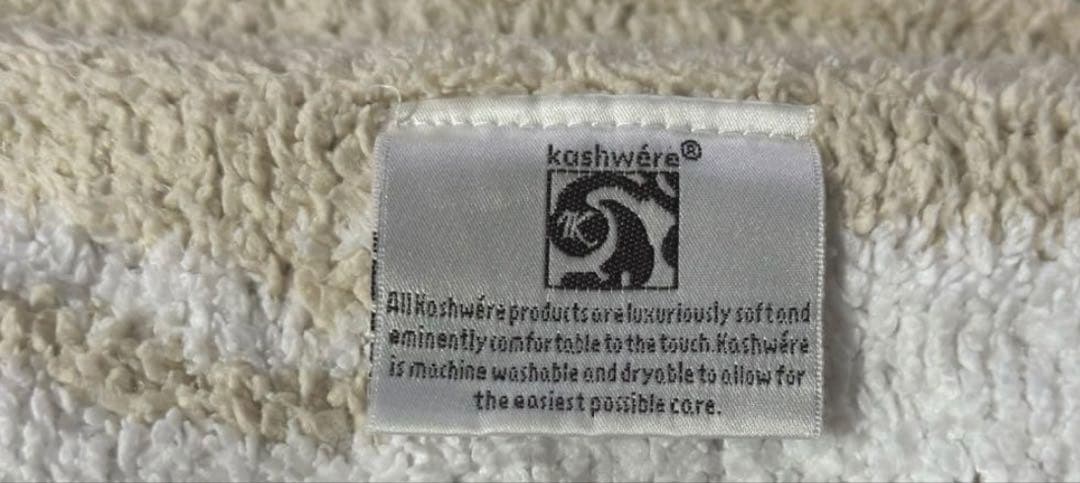 kashwére®
K
All Kashwére products are luxuriously soft and
eminently comfortable to the touch. Kashwére
is machine washable and dryable to allow for
the easiest possible care.